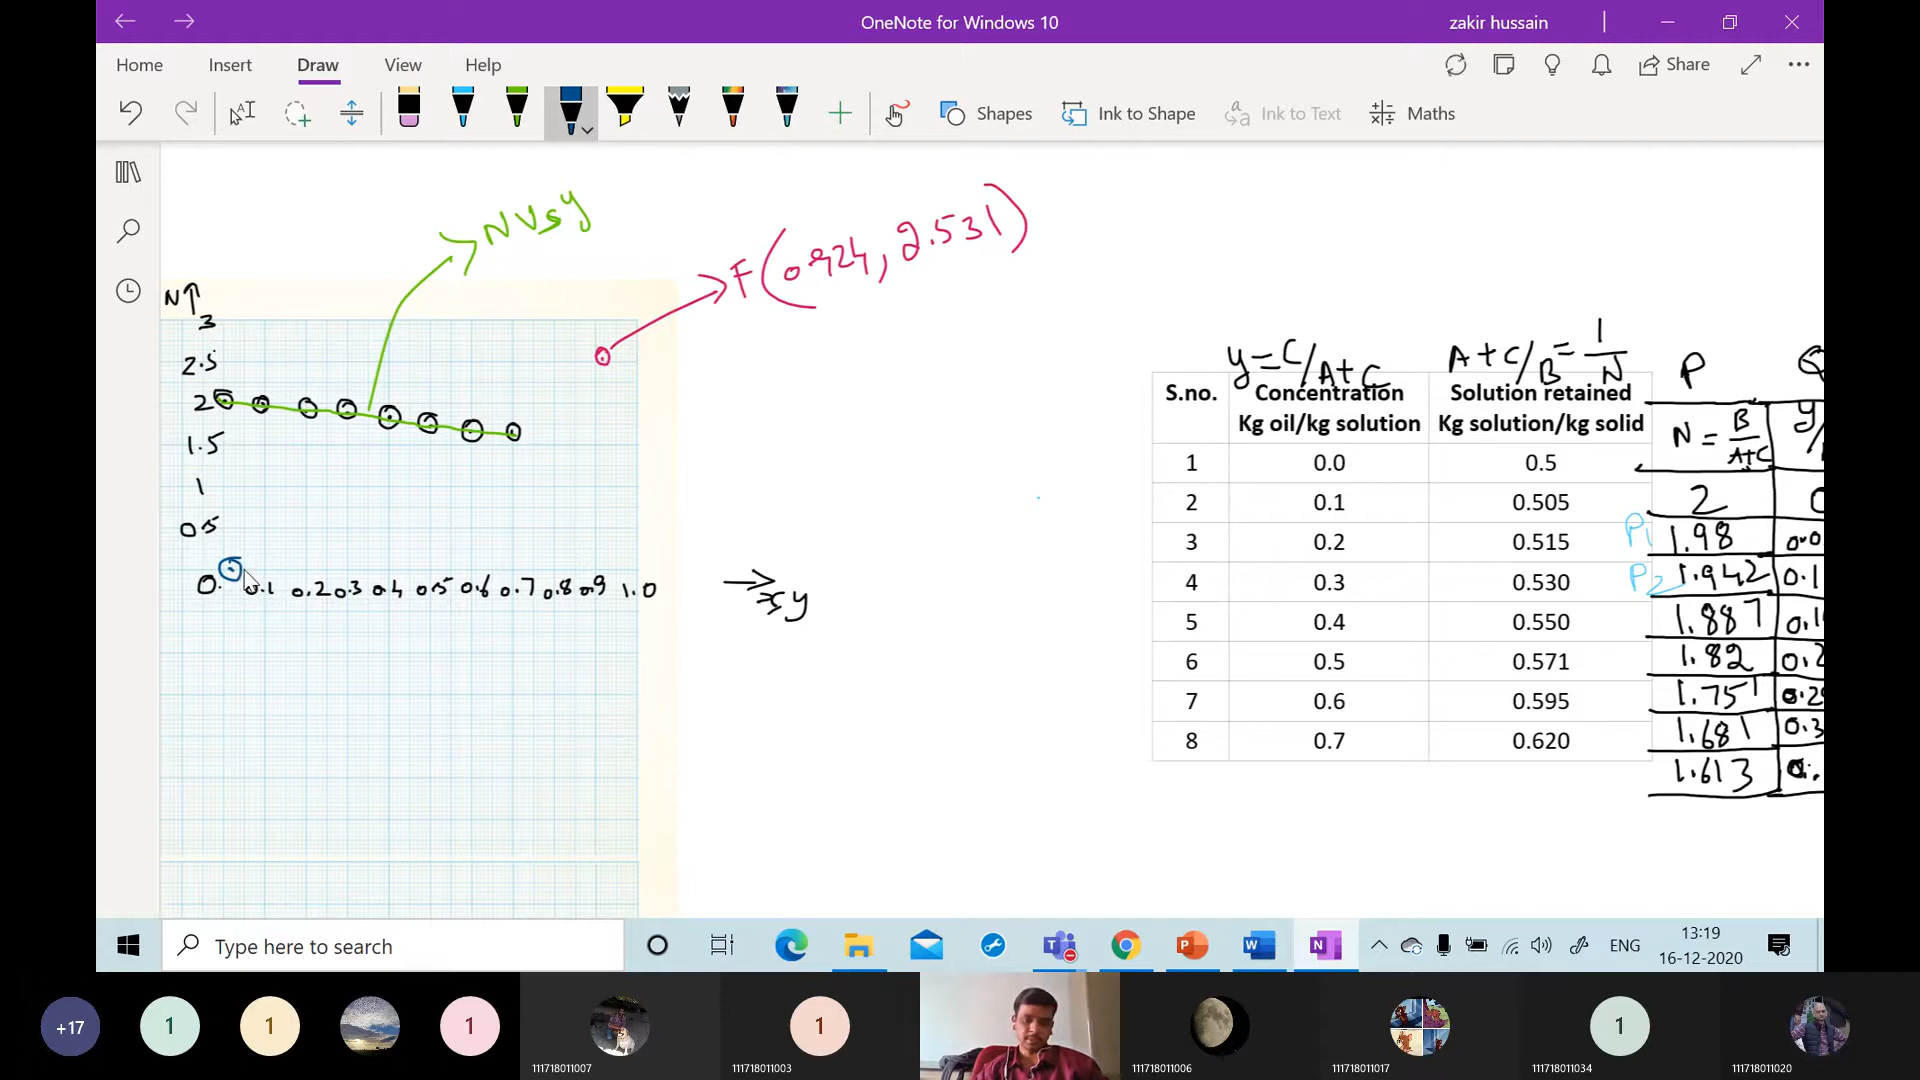 OneNote for Windows 10
zakir hussain
Home Insert Draw View Help
Share
Shapes
Ink to Shape
Ink to Text
Maths
N vs y
F(0.924, 2.531)
N↑
3
2.5
2
1.5
1
0.5
0. 0.1 0.2 0.3 0.4 0.5 0.6 0.7 0.8 0.9 1.0
→ x, y
y = C/A+C
A+C/B = 1/N
P
S.no. Concentration Kg oil/kg solution Solution retained Kg solution/kg solid N = B/A+C
1 0.0 0.5 2
2 0.1 0.505 P1 1.98
3 0.2 0.515 P2 1.942
4 0.3 0.530 1.887
5 0.4 0.550 1.82
6 0.5 0.571 1.751
7 0.6 0.595 1.681
8 0.7 0.620 1.613
Type here to search
ENG
13:19
16-12-2020
+17
1
1
1
1
1
111718011007
111718011003
111718011006
111718011017
111718011034
111718011020